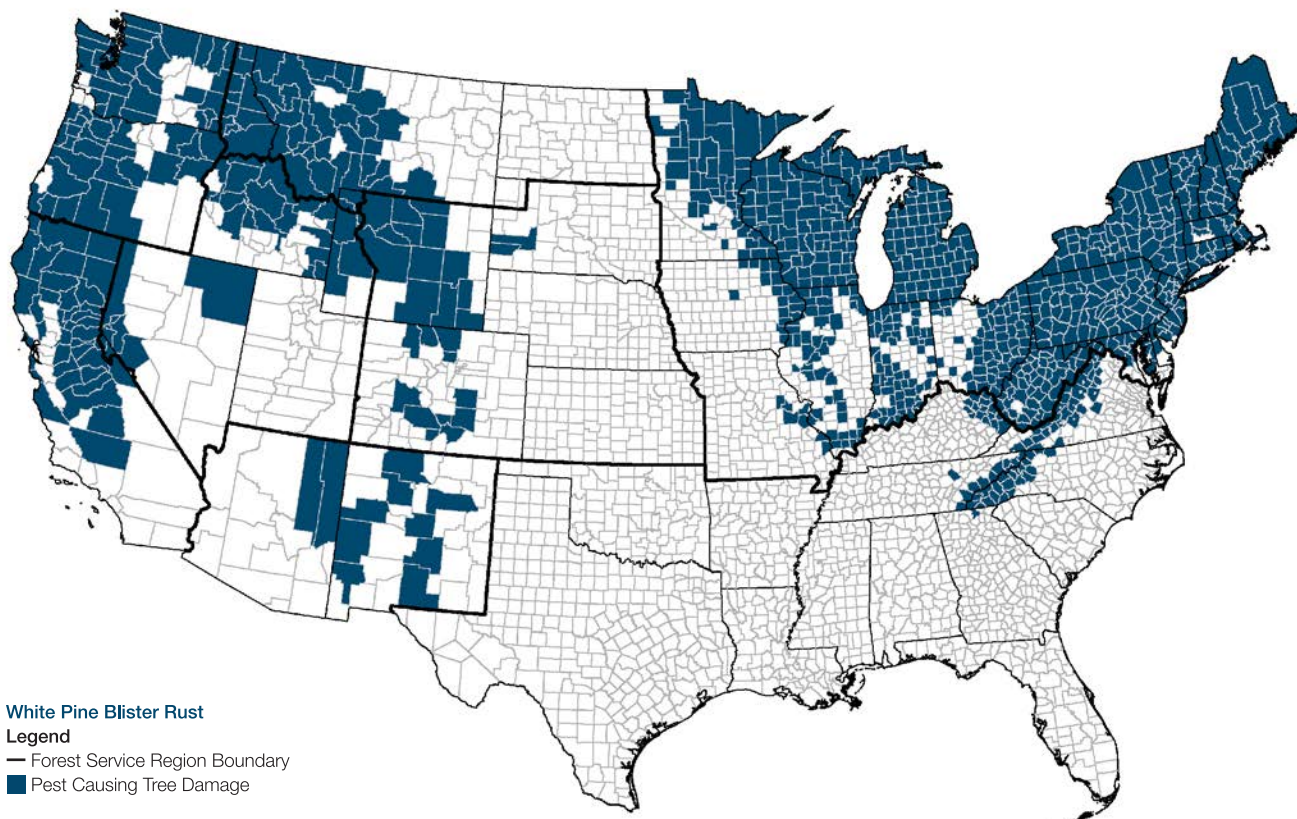 White Pine Blister Rust
Legend
Forest Service Region Boundary
Pest Causing Tree Damage